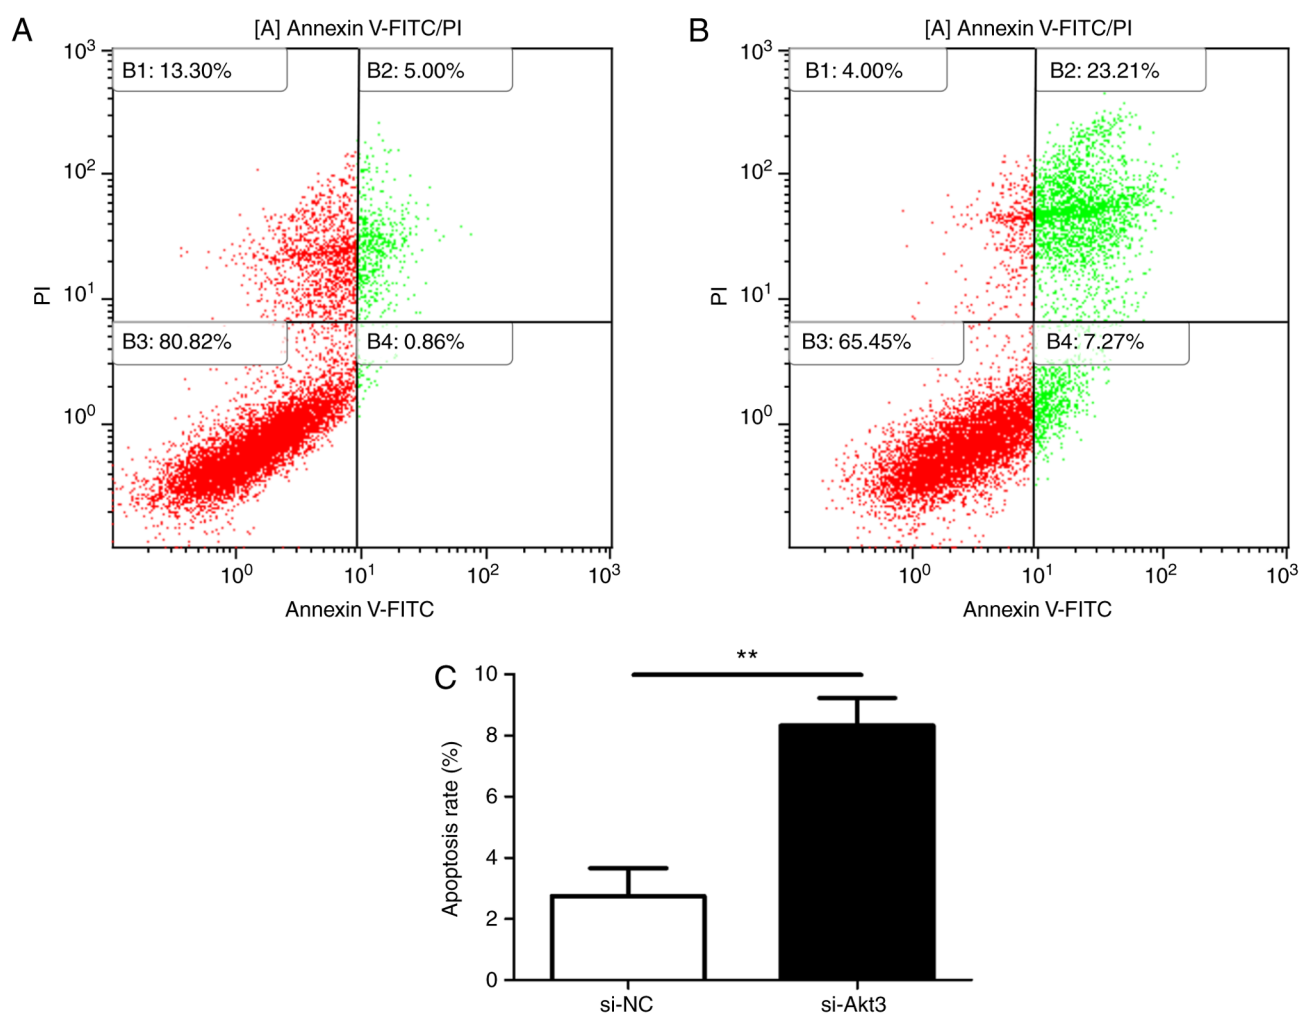 A
[A] Annexin V-FITC/PI
B1: 13.30%
B2: 5.00%
B3: 80.82%
B4: 0.86%
10³
10²
10¹
10⁰
PI
10⁰ 10¹ 10² 10³
Annexin V-FITC
B
[A] Annexin V-FITC/PI
B1: 4.00%
B2: 23.21%
B3: 65.45%
B4: 7.27%
10³
10²
10¹
10⁰
PI
10⁰ 10¹ 10² 10³
Annexin V-FITC
C
**
10
8
6
4
2
0
Apoptosis rate (%)
si-NC si-Akt3